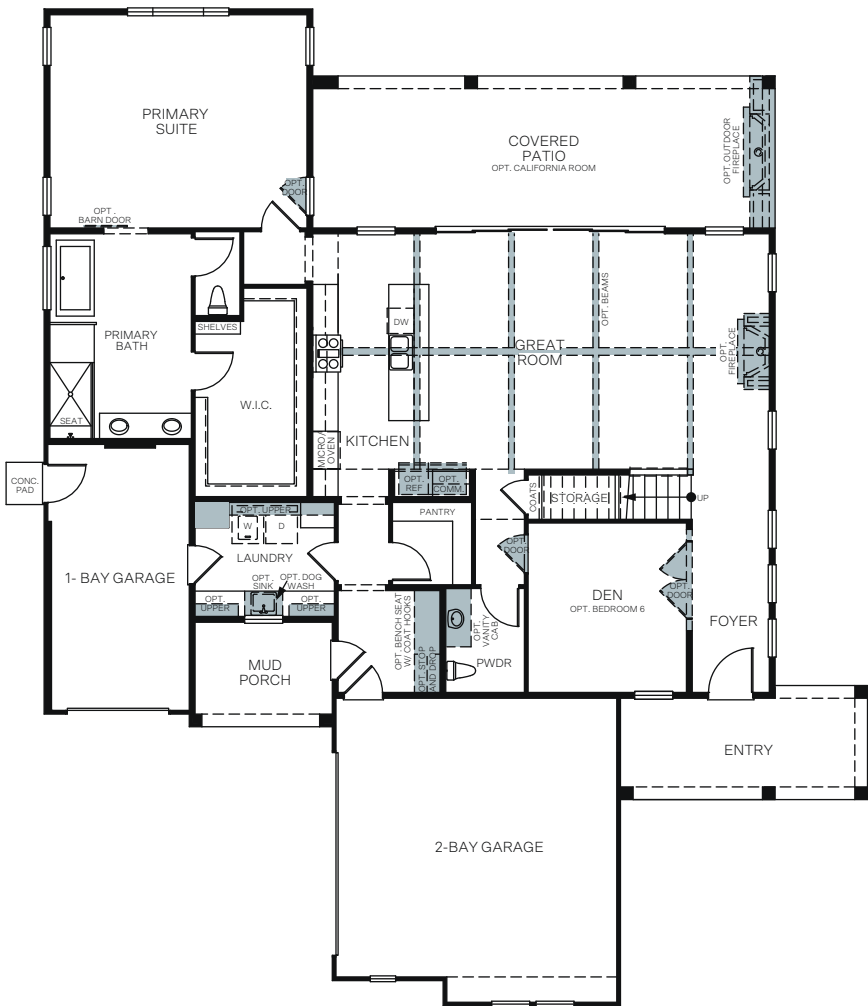 PRIMARY
SUITE
OPT.
DOOR
OPT.
BARN DOOR
COVERED
PATIO
OPT. CALIFORNIA ROOM
OPT. OUTDOOR
FIREPLACE
PRIMARY
BATH
SEAT
SHELVES
W.I.C.
DW
OPT. BEAMS
GREAT
ROOM
OPT.
FIREPLACE
KITCHEN
MICRO/
OVEN
OPT.
REF
OPT.
COMM.
PANTRY
COATS
STORAGE
UP
CONC.
PAD
1- BAY GARAGE
OPT. UPPER
W
D
LAUNDRY
OPT.
SINK
OPT. DOG
WASH
OPT.
UPPER
OPT.
UPPER
MUD
PORCH
OPT. BENCH SEAT
W/ COAT HOOKS
OPT. STOP
AND DROP
OPT.
VANITY
CAB.
PWDR
OPT.
DOOR
DEN
OPT. BEDROOM 6
OPT.
DOOR
FOYER
ENTRY
2-BAY GARAGE